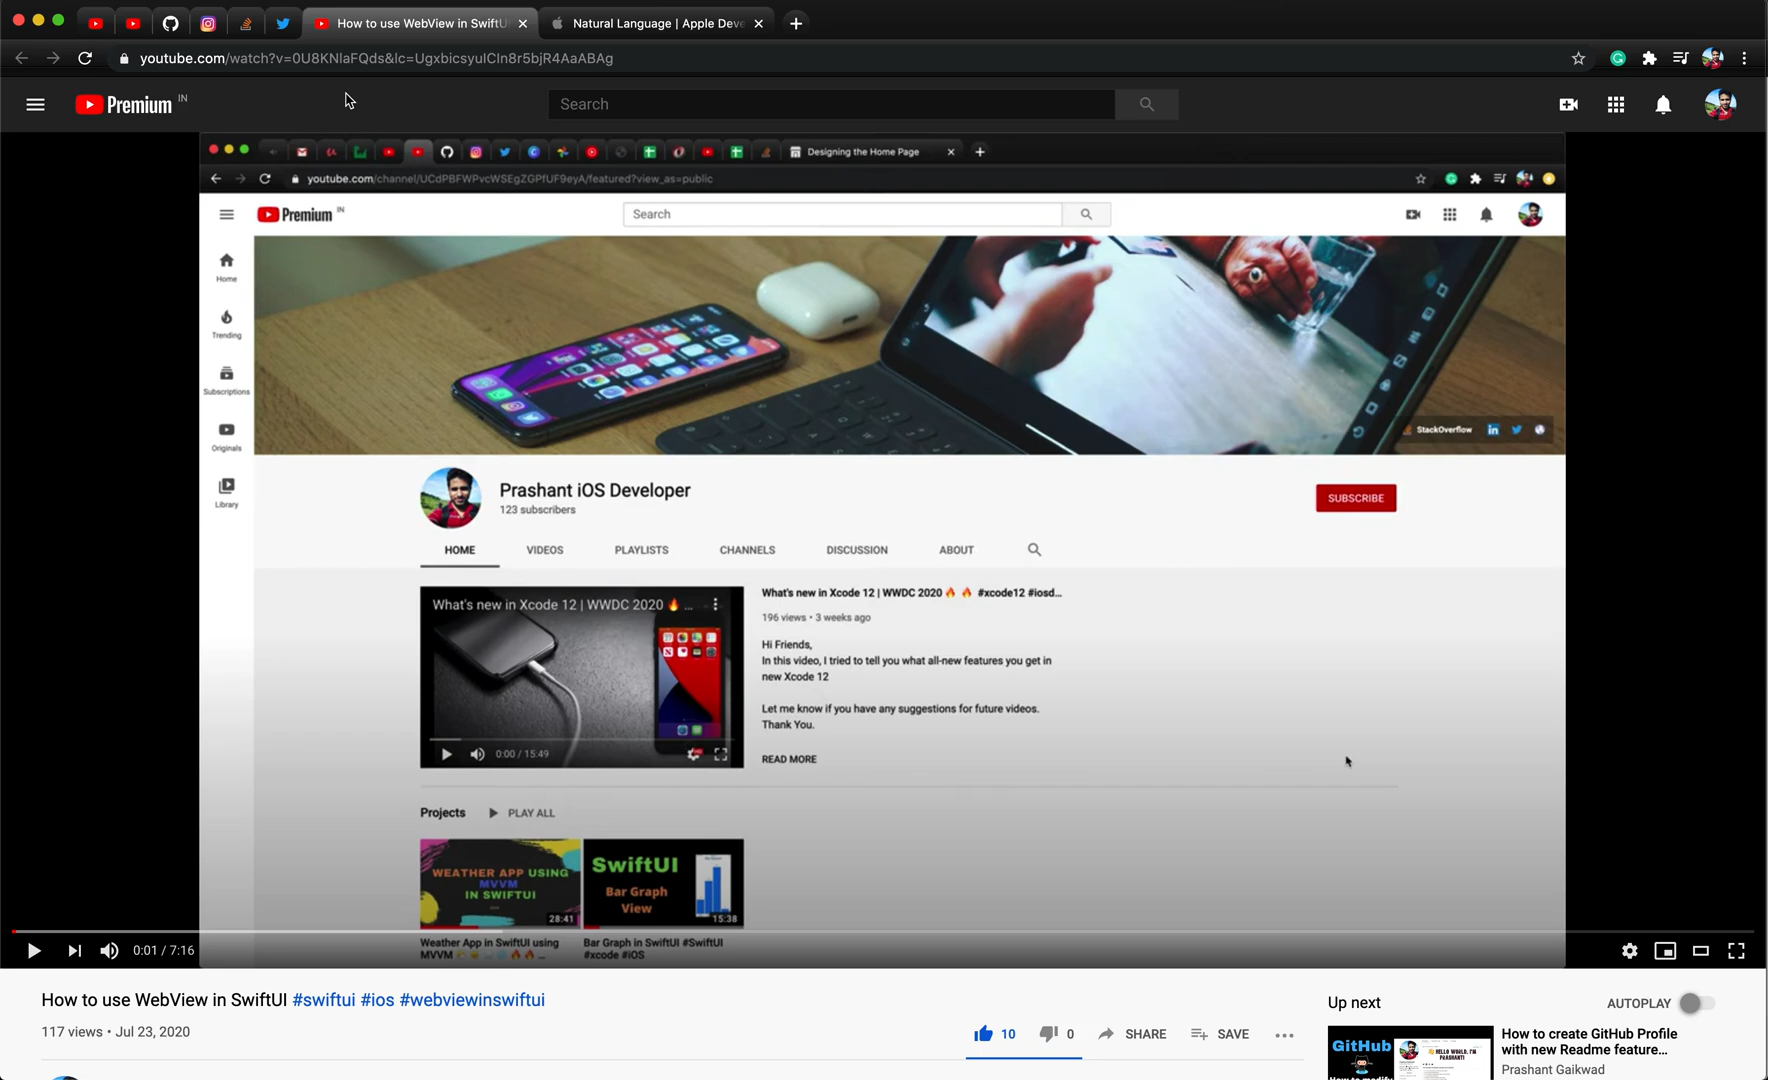 How to use WebView in SwiftU
Natural Language | Apple Deve
youtube.com/watch?v=0U8KNlaFQds&lc=UgxbicsyuICIn8r5bjR4AaABAg
Premium IN
Search
Designing the Home Page
youtube.com/channel/UCdPBFWPvcWSEgZGPfUF9eyA/featured?view_as=public
Premium IN
Search
Home
Trending
Subscriptions
Originals
Library
StackOverflow
Prashant iOS Developer
123 subscribers
SUBSCRIBE
HOME VIDEOS PLAYLISTS CHANNELS DISCUSSION ABOUT
What's new in Xcode 12 | WWDC 2020 🔥 ...
0:00 / 15:49
What's new in Xcode 12 | WWDC 2020 🔥 🔥 #xcode12 #iosd...
196 views • 3 weeks ago
Hi Friends,
In this video, I tried to tell you what all-new features you get in
new Xcode 12
Let me know if you have any suggestions for future videos.
Thank You.
READ MORE
Projects PLAY ALL
WEATHER APP USING
MVVM
IN SWIFTUI
28:41
SwiftUI
Bar Graph
View
15:38
Weather App in SwiftUI using
MVVM
Bar Graph in SwiftUI #SwiftUI
#xcode #iOS
0:01 / 7:16
How to use WebView in SwiftUI #swiftui #ios #webviewinswiftui
117 views • Jul 23, 2020
10 0 SHARE SAVE
Up next AUTOPLAY
GitHub
HELLO WORLD, I'M
PRASHANT!
How to create GitHub Profile
with new Readme feature...
Prashant Gaikwad